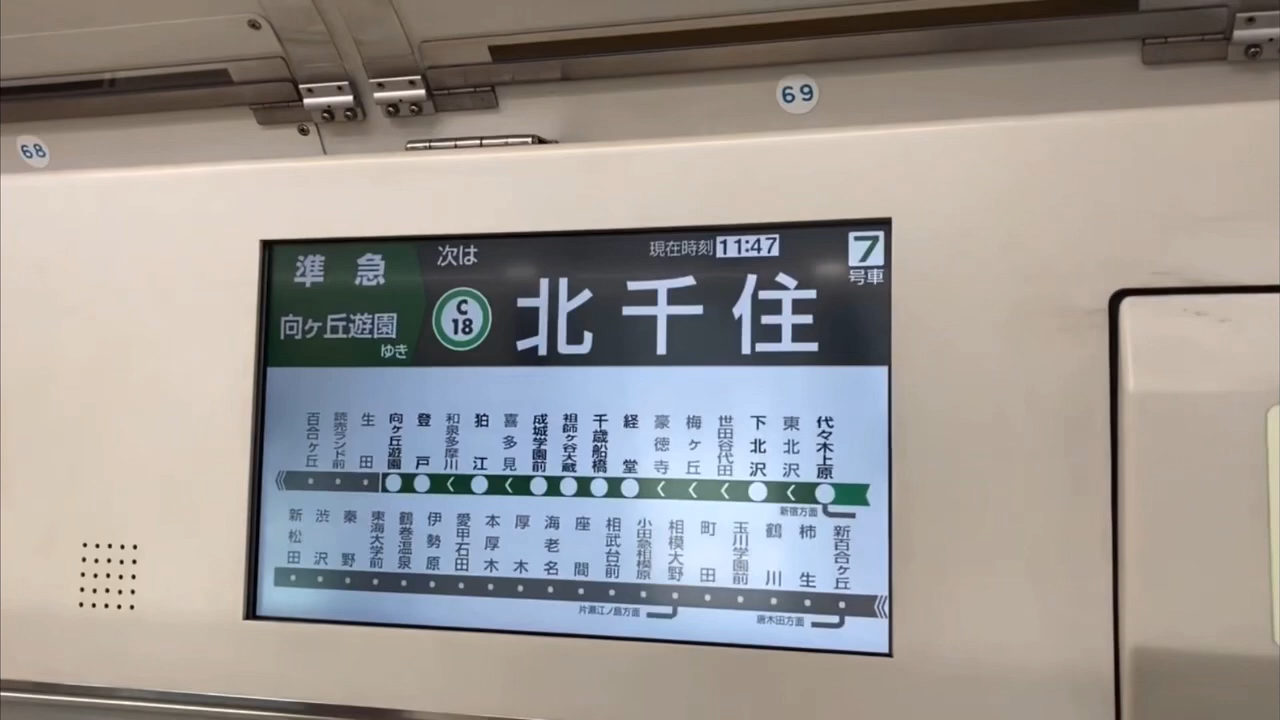 68
69
準急
次は
現在時刻 11:47
7
号車
向ヶ丘遊園
ゆき
C
18
北千住
百合ヶ丘
読売ランド前
生田
向ヶ丘遊園
登戸
和泉多摩川
狛江
喜多見
成城学園前
祖師ヶ谷大蔵
千歳船橋
経堂
豪徳寺
梅ヶ丘
世田谷代田
下北沢
東北沢
代々木上原
新宿方面
新松田
渋沢
秦野
東海大学前
鶴巻温泉
伊勢原
愛甲石田
本厚木
厚木
海老名
座間
相武台前
小田急相模原
相模大野
町田
玉川学園前
鶴川
柿生
新百合ヶ丘
片瀬江ノ島方面
唐木田方面